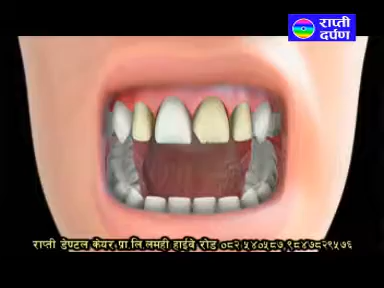 राप्ती
दर्पण
राप्ती डेण्टल केयर प्रा.लि.लमही हाईवे रोड ०८२ ५४०५८७ ९८४७८२९५७६